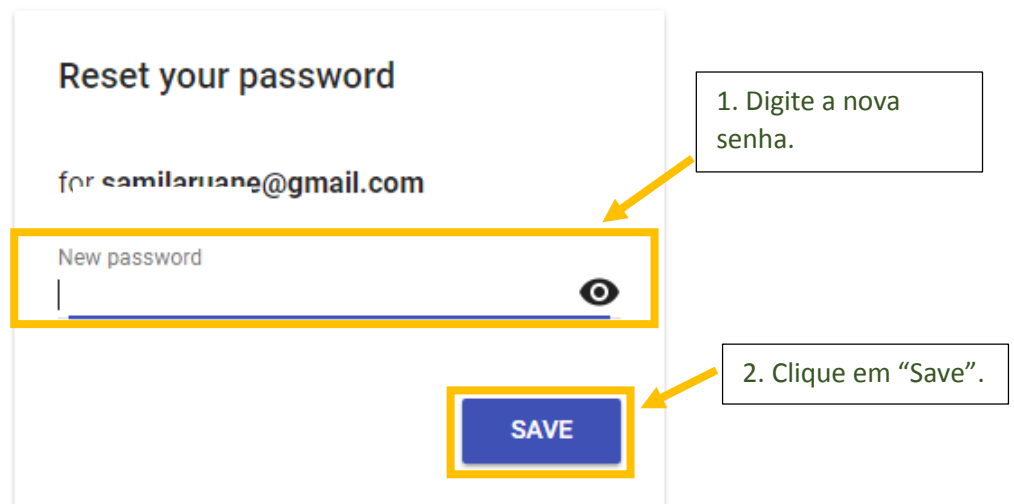 Reset your password
1. Digite a nova
senha.
for samilaruane@gmail.com
New password
2. Clique em “Save”.
SAVE